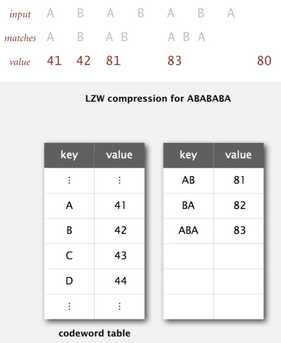 input A B A B A B A
matches A B A B A B A
value 41 42 81 83 80
LZW compression for ABABABA
key value key value
⋮ ⋮ AB 81
A 41 BA 82
B 42 ABA 83
C 43
D 44
⋮ ⋮
codeword table